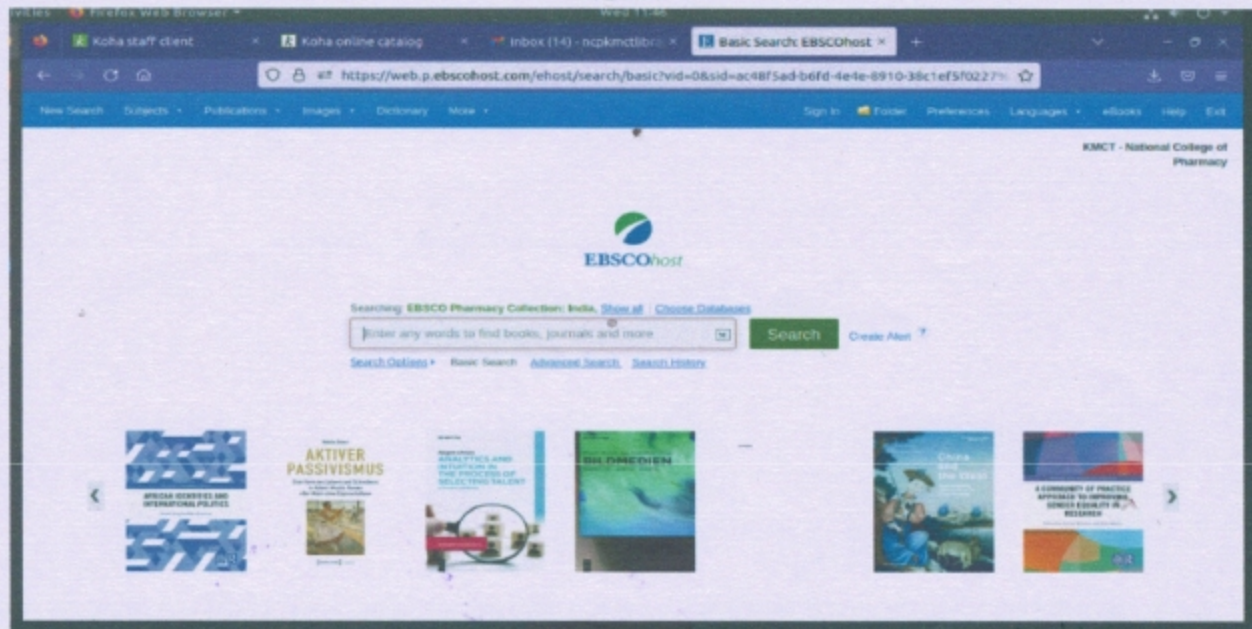 Firefox Web Browser
Wed 11:46
Koha staff client
Koha online catalog
Inbox (14) - ncpkmctlibr
Basic Search: EBSCOhost
https://web.p.ebscohost.com/ehost/search/basic?vid=0&sid=ac48f5ad-b6fd-4e4e-8910-38c1ef5f0227%
New Search Subjects Publications Images Dictionary More Sign In Folder Preferences Languages eBooks Help Exit
KMCT - National College of
Pharmacy
EBSCOhost
Searching: EBSCO Pharmacy Collection: India, Show all | Choose Databases
Enter any words to find books, journals and more
Search
Create Alert
Search Options Basic Search Advanced Search Search History
AFRICAN IDENTITIES AND
INTERNATIONAL POLITICS
AKTIVER
PASSIVISMUS
ANALYTICS AND
INTUITION IN
THE PROCESS OF
SELECTING TALENT
BILDMEDIEN
China
and
the West
A COMMUNITY OF PRACTICE
APPROACH TO IMPROVING
GENDER EQUALITY IN
RESEARCH